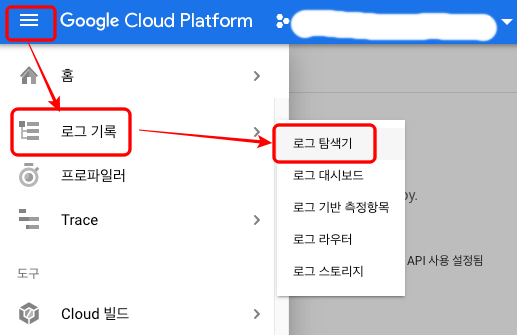 Google Cloud Platform
홈
로그 기록
로그 탐색기
프로파일러
로그 대시보드
oy.
로그 기반 측정항목
Trace
로그 라우터
API 사용 설정됨
도구
로그 스토리지
Cloud 빌드